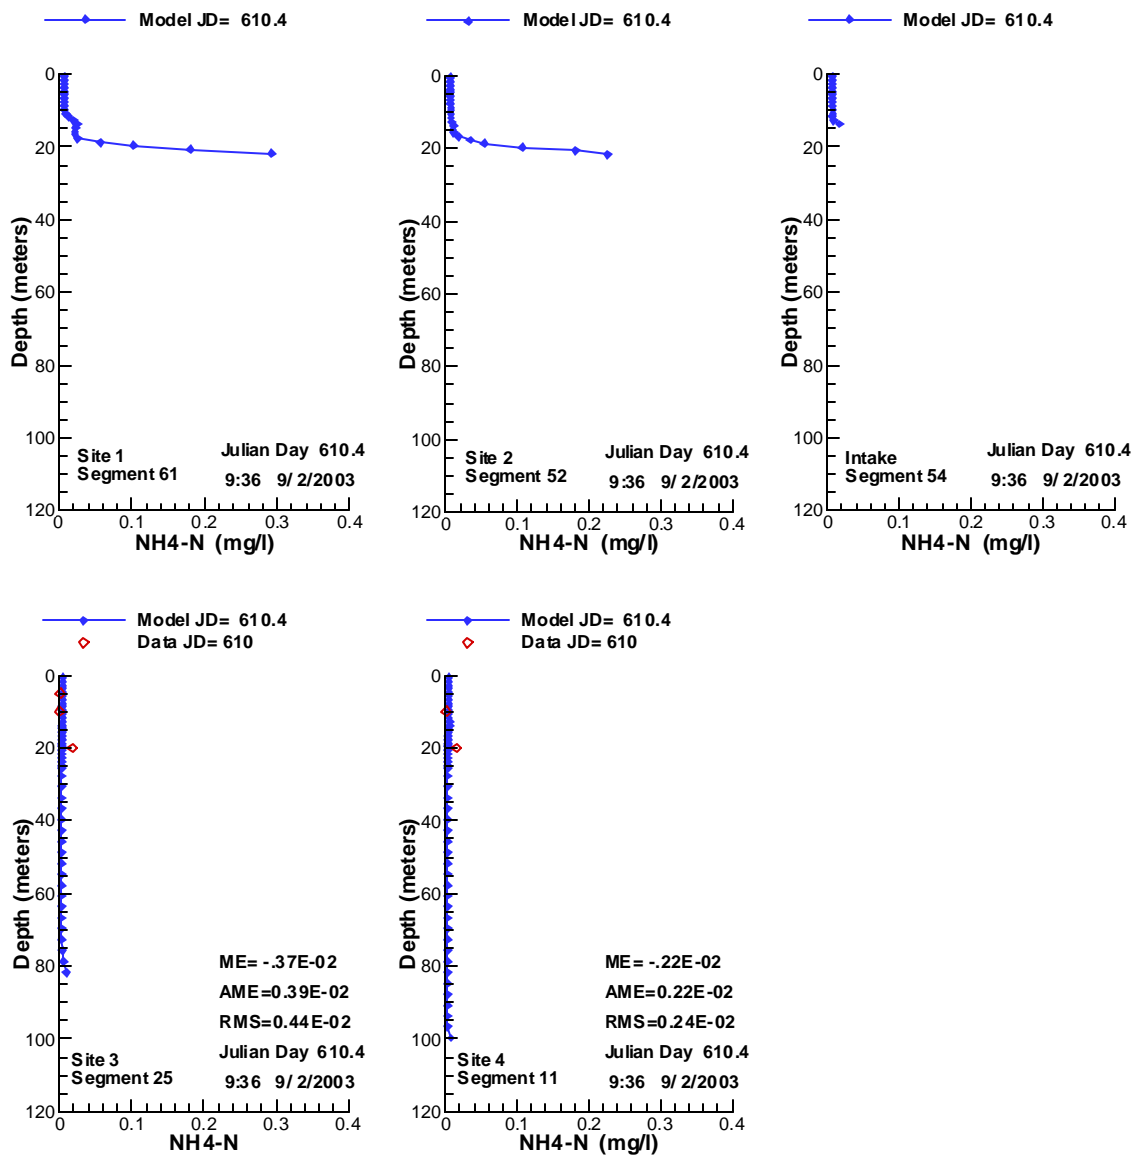 Model JD= 610.4
0
20
40
60
80
100
120
Depth (meters)
Site 1
Segment 61
Julian Day 610.4
9:36 9/ 2/2003
0 0.1 0.2 0.3 0.4
NH4-N (mg/l)
Model JD= 610.4
0
20
40
60
80
100
120
Depth (meters)
Site 2
Segment 52
Julian Day 610.4
9:36 9/ 2/2003
0 0.1 0.2 0.3 0.4
NH4-N (mg/l)
Model JD= 610.4
0
20
40
60
80
100
120
Depth (meters)
Intake
Segment 54
Julian Day 610.4
9:36 9/ 2/2003
0 0.1 0.2 0.3 0.4
NH4-N (mg/l)
Model JD= 610.4
Data JD= 610
0
20
40
60
80
100
120
Depth (meters)
ME= -.37E-02
AME=0.39E-02
RMS=0.44E-02
Site 3
Segment 25
Julian Day 610.4
9:36 9/ 2/2003
0 0.1 0.2 0.3 0.4
NH4-N
Model JD= 610.4
Data JD= 610
0
20
40
60
80
100
120
Depth (meters)
ME= -.22E-02
AME=0.22E-02
RMS=0.24E-02
Site 4
Segment 11
Julian Day 610.4
9:36 9/ 2/2003
0 0.1 0.2 0.3 0.4
NH4-N (mg/l)